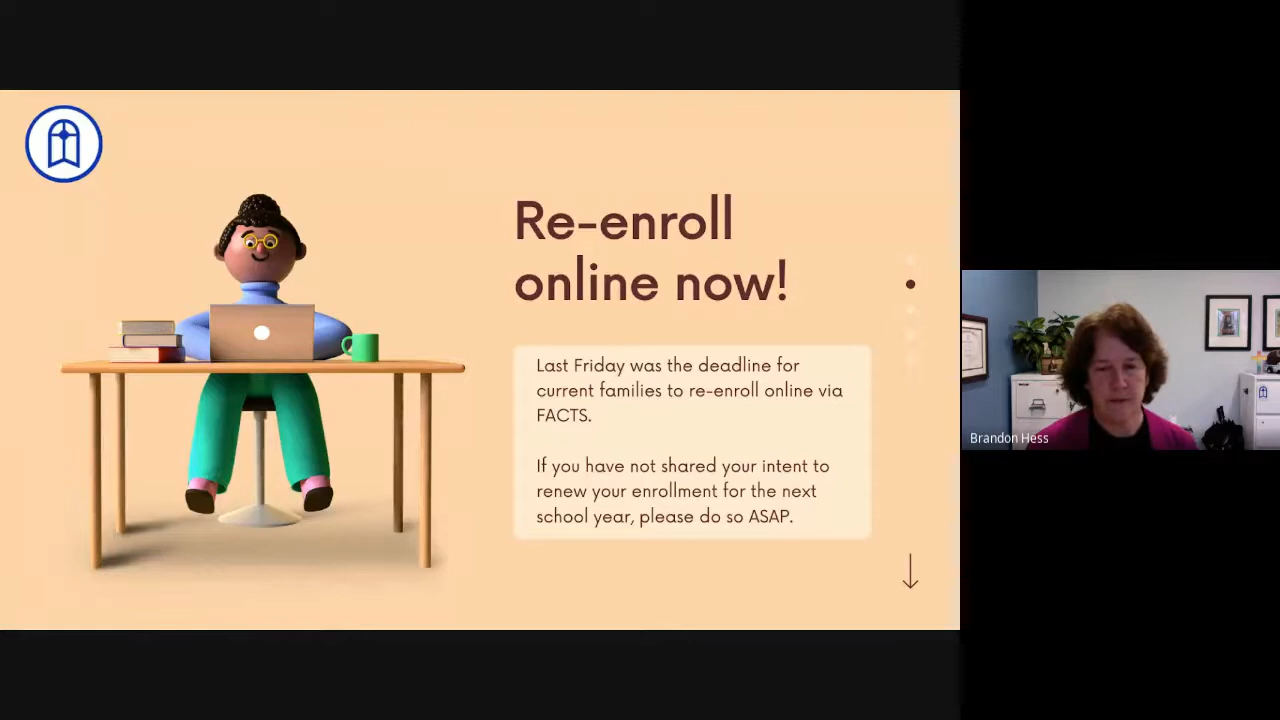 Re-enroll
online now!
Last Friday was the deadline for
current families to re-enroll online via
FACTS.
If you have not shared your intent to
renew your enrollment for the next
school year, please do so ASAP.
Brandon Hess